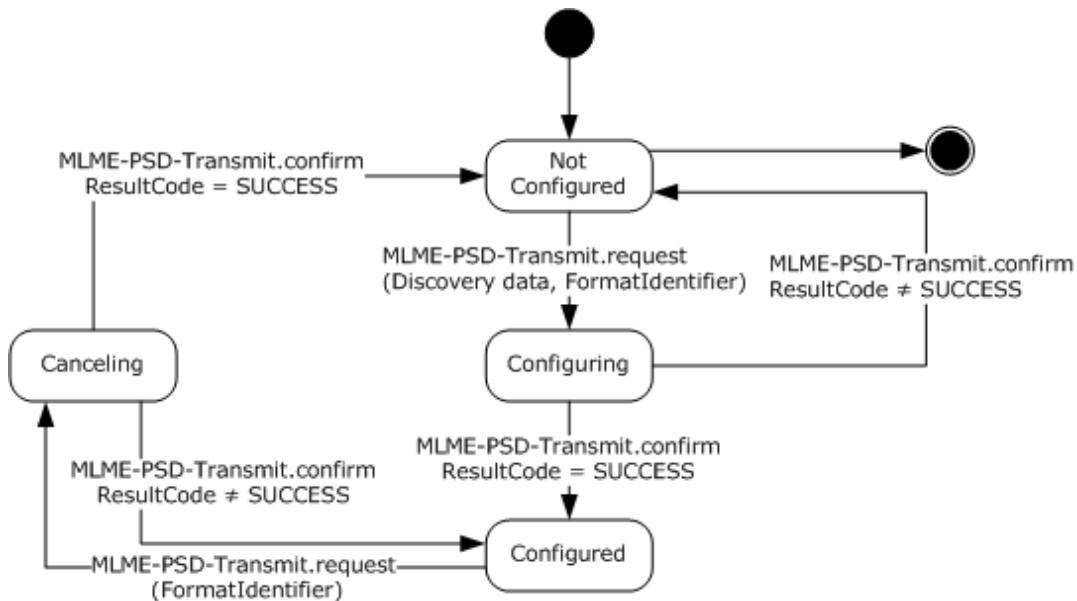 Not
Configured
MLME-PSD-Transmit.confirm
ResultCode = SUCCESS
MLME-PSD-Transmit.request
(Discovery data, FormatIdentifier)
MLME-PSD-Transmit.confirm
ResultCode ≠ SUCCESS
Canceling
Configuring
MLME-PSD-Transmit.confirm
ResultCode = SUCCESS
MLME-PSD-Transmit.confirm
ResultCode ≠ SUCCESS
Configured
MLME-PSD-Transmit.request
(FormatIdentifier)